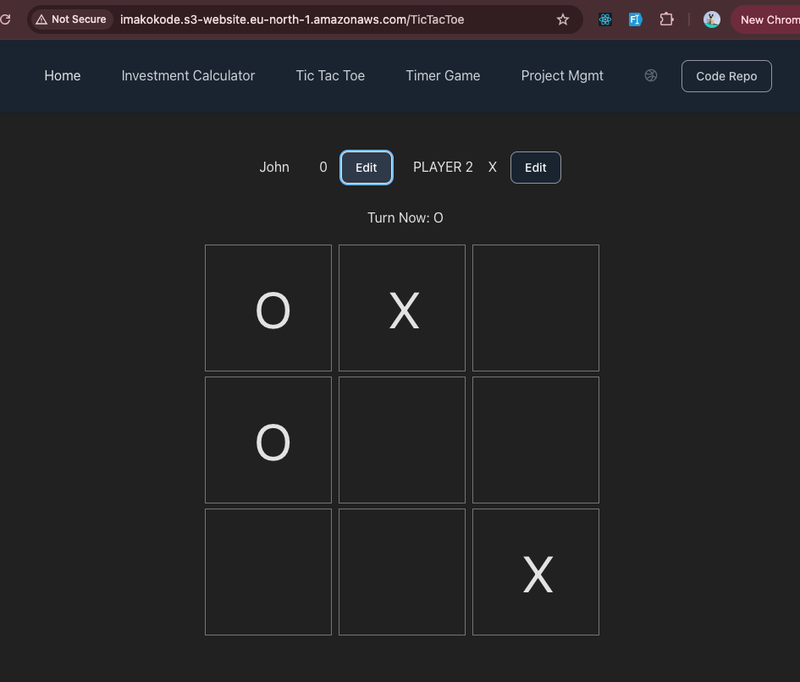 Not Secure imakokode.s3-website.eu-north-1.amazonaws.com/TicTacToe New Chrom
Home Investment Calculator Tic Tac Toe Timer Game Project Mgmt Code Repo
John 0 Edit PLAYER 2 X Edit
Turn Now: O
O X
O
X